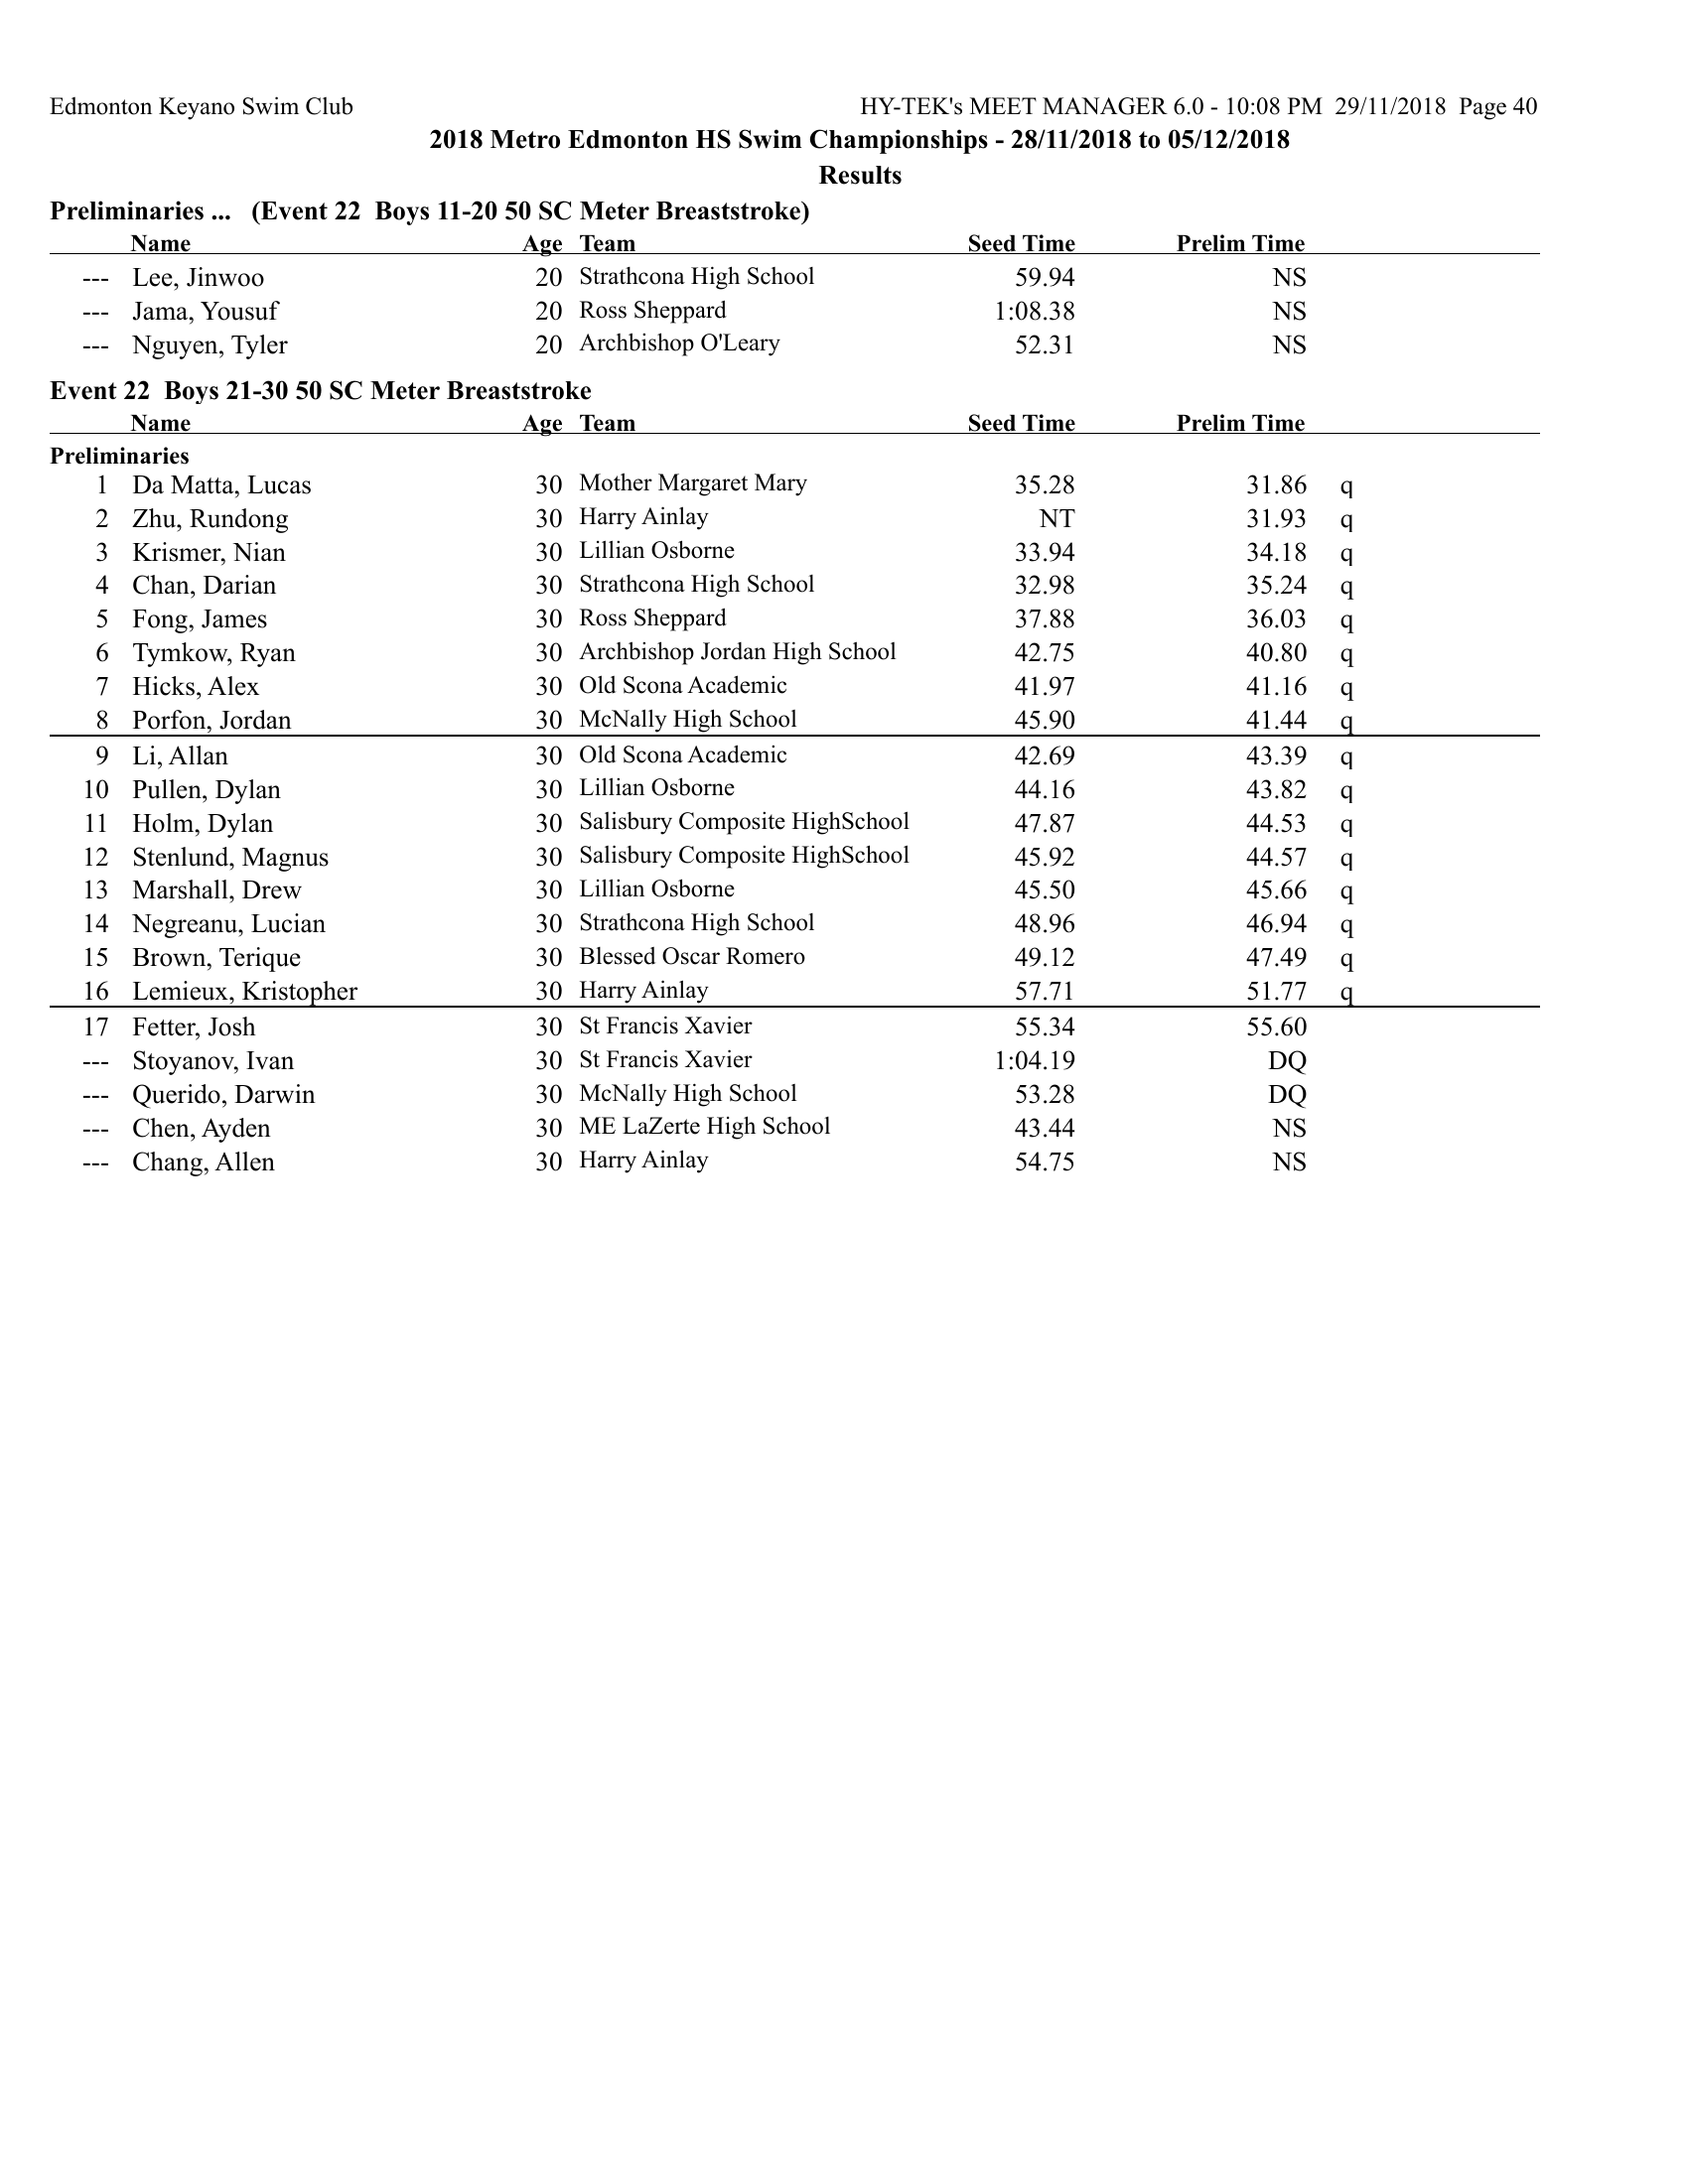 Edmonton Keyano Swim Club HY-TEK's MEET MANAGER 6.0 - 10:08 PM 29/11/2018 Page 40
2018 Metro Edmonton HS Swim Championships - 28/11/2018 to 05/12/2018
Results
Preliminaries ... (Event 22 Boys 11-20 50 SC Meter Breaststroke)
Name Age Team Seed Time Prelim Time
--- Lee, Jinwoo 20 Strathcona High School 59.94 NS
--- Jama, Yousuf 20 Ross Sheppard 1:08.38 NS
--- Nguyen, Tyler 20 Archbishop O'Leary 52.31 NS
Event 22 Boys 21-30 50 SC Meter Breaststroke
Name Age Team Seed Time Prelim Time
Preliminaries
1 Da Matta, Lucas 30 Mother Margaret Mary 35.28 31.86 q
2 Zhu, Rundong 30 Harry Ainlay NT 31.93 q
3 Krismer, Nian 30 Lillian Osborne 33.94 34.18 q
4 Chan, Darian 30 Strathcona High School 32.98 35.24 q
5 Fong, James 30 Ross Sheppard 37.88 36.03 q
6 Tymkow, Ryan 30 Archbishop Jordan High School 42.75 40.80 q
7 Hicks, Alex 30 Old Scona Academic 41.97 41.16 q
8 Porfon, Jordan 30 McNally High School 45.90 41.44 q
9 Li, Allan 30 Old Scona Academic 42.69 43.39 q
10 Pullen, Dylan 30 Lillian Osborne 44.16 43.82 q
11 Holm, Dylan 30 Salisbury Composite HighSchool 47.87 44.53 q
12 Stenlund, Magnus 30 Salisbury Composite HighSchool 45.92 44.57 q
13 Marshall, Drew 30 Lillian Osborne 45.50 45.66 q
14 Negreanu, Lucian 30 Strathcona High School 48.96 46.94 q
15 Brown, Terique 30 Blessed Oscar Romero 49.12 47.49 q
16 Lemieux, Kristopher 30 Harry Ainlay 57.71 51.77 q
17 Fetter, Josh 30 St Francis Xavier 55.34 55.60
--- Stoyanov, Ivan 30 St Francis Xavier 1:04.19 DQ
--- Querido, Darwin 30 McNally High School 53.28 DQ
--- Chen, Ayden 30 ME LaZerte High School 43.44 NS
--- Chang, Allen 30 Harry Ainlay 54.75 NS